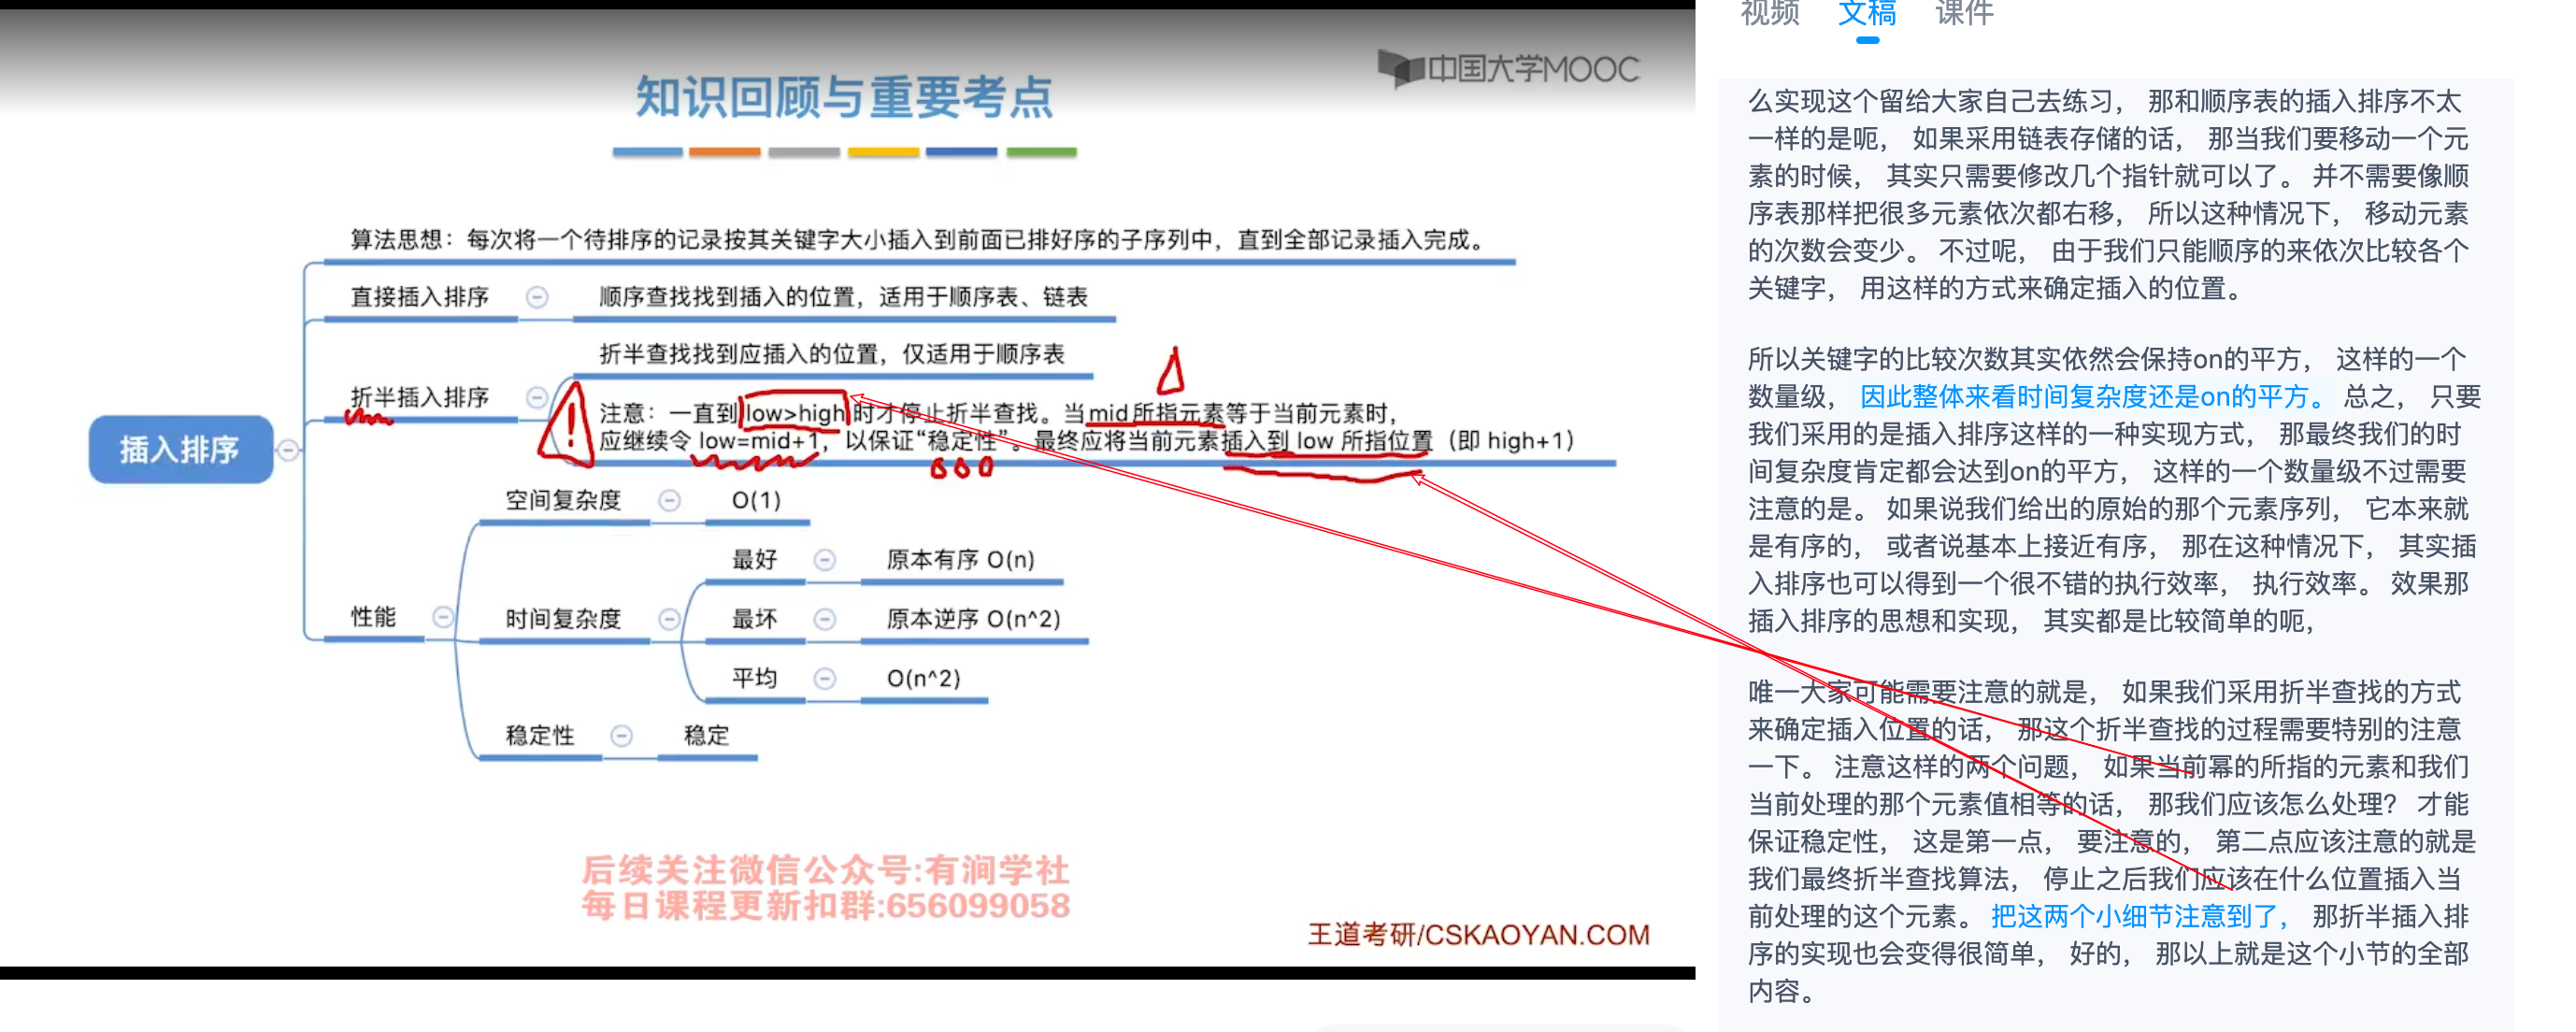 中国大学MOOC
知识回顾与重要考点
算法思想：每次将一个待排序的记录按其关键字大小插入到前面已排好序的子序列中，直到全部记录插入完成。
直接插入排序
顺序查找找到插入的位置，适用于顺序表、链表
折半查找找到应插入的位置，仅适用于顺序表
折半插入排序
注意：一直到 low>high 时才停止折半查找。当 mid 所指元素等于当前元素时，
应继续令 low=mid+1，以保证“稳定性”。最终应将当前元素插入到 low 所指位置（即 high+1）
插入排序
空间复杂度
O(1)
最好
原本有序 O(n)
性能
时间复杂度
最坏
原本逆序 O(n^2)
平均
O(n^2)
稳定性
稳定
后续关注微信公众号:有涧学社
每日课程更新扣群:656099058
王道考研/CSKAOYAN.COM
视频 文稿 课件
么实现这个留给大家自己去练习， 那和顺序表的插入排序不太
一样的是呃， 如果采用链表存储的话， 那当我们要移动一个元
素的时候， 其实只需要修改几个指针就可以了。 并不需要像顺
序表那样把很多元素依次都右移， 所以这种情况下， 移动元素
的次数会变少。 不过呢， 由于我们只能顺序的来依次比较各个
关键字， 用这样的方式来确定插入的位置。
所以关键字的比较次数其实依然会保持on的平方， 这样的一个
数量级， 因此整体来看时间复杂度还是on的平方。 总之， 只要
我们采用的是插入排序这样的一种实现方式， 那最终我们的时
间复杂度肯定都会达到on的平方， 这样的一个数量级不过需要
注意的是。 如果说我们给出的原始的那个元素序列， 它本来就
是有序的， 或者说基本上接近有序， 那在这种情况下， 其实插
入排序也可以得到一个很不错的执行效率， 执行效率。 效果那
插入排序的思想和实现， 其实都是比较简单的呃，
唯一大家可能需要注意的就是， 如果我们采用折半查找的方式
来确定插入位置的话， 那这个折半查找的过程需要特别的注意
一下。 注意这样的两个问题， 如果当前幂的所指的元素和我们
当前处理的那个元素值相等的话， 那我们应该怎么处理？ 才能
保证稳定性， 这是第一点， 要注意的， 第二点应该注意的就是
我们最终折半查找算法， 停止之后我们应该在什么位置插入当
前处理的这个元素。 把这两个小细节注意到了， 那折半插入排
序的实现也会变得很简单， 好的， 那以上就是这个小节的全部
内容。